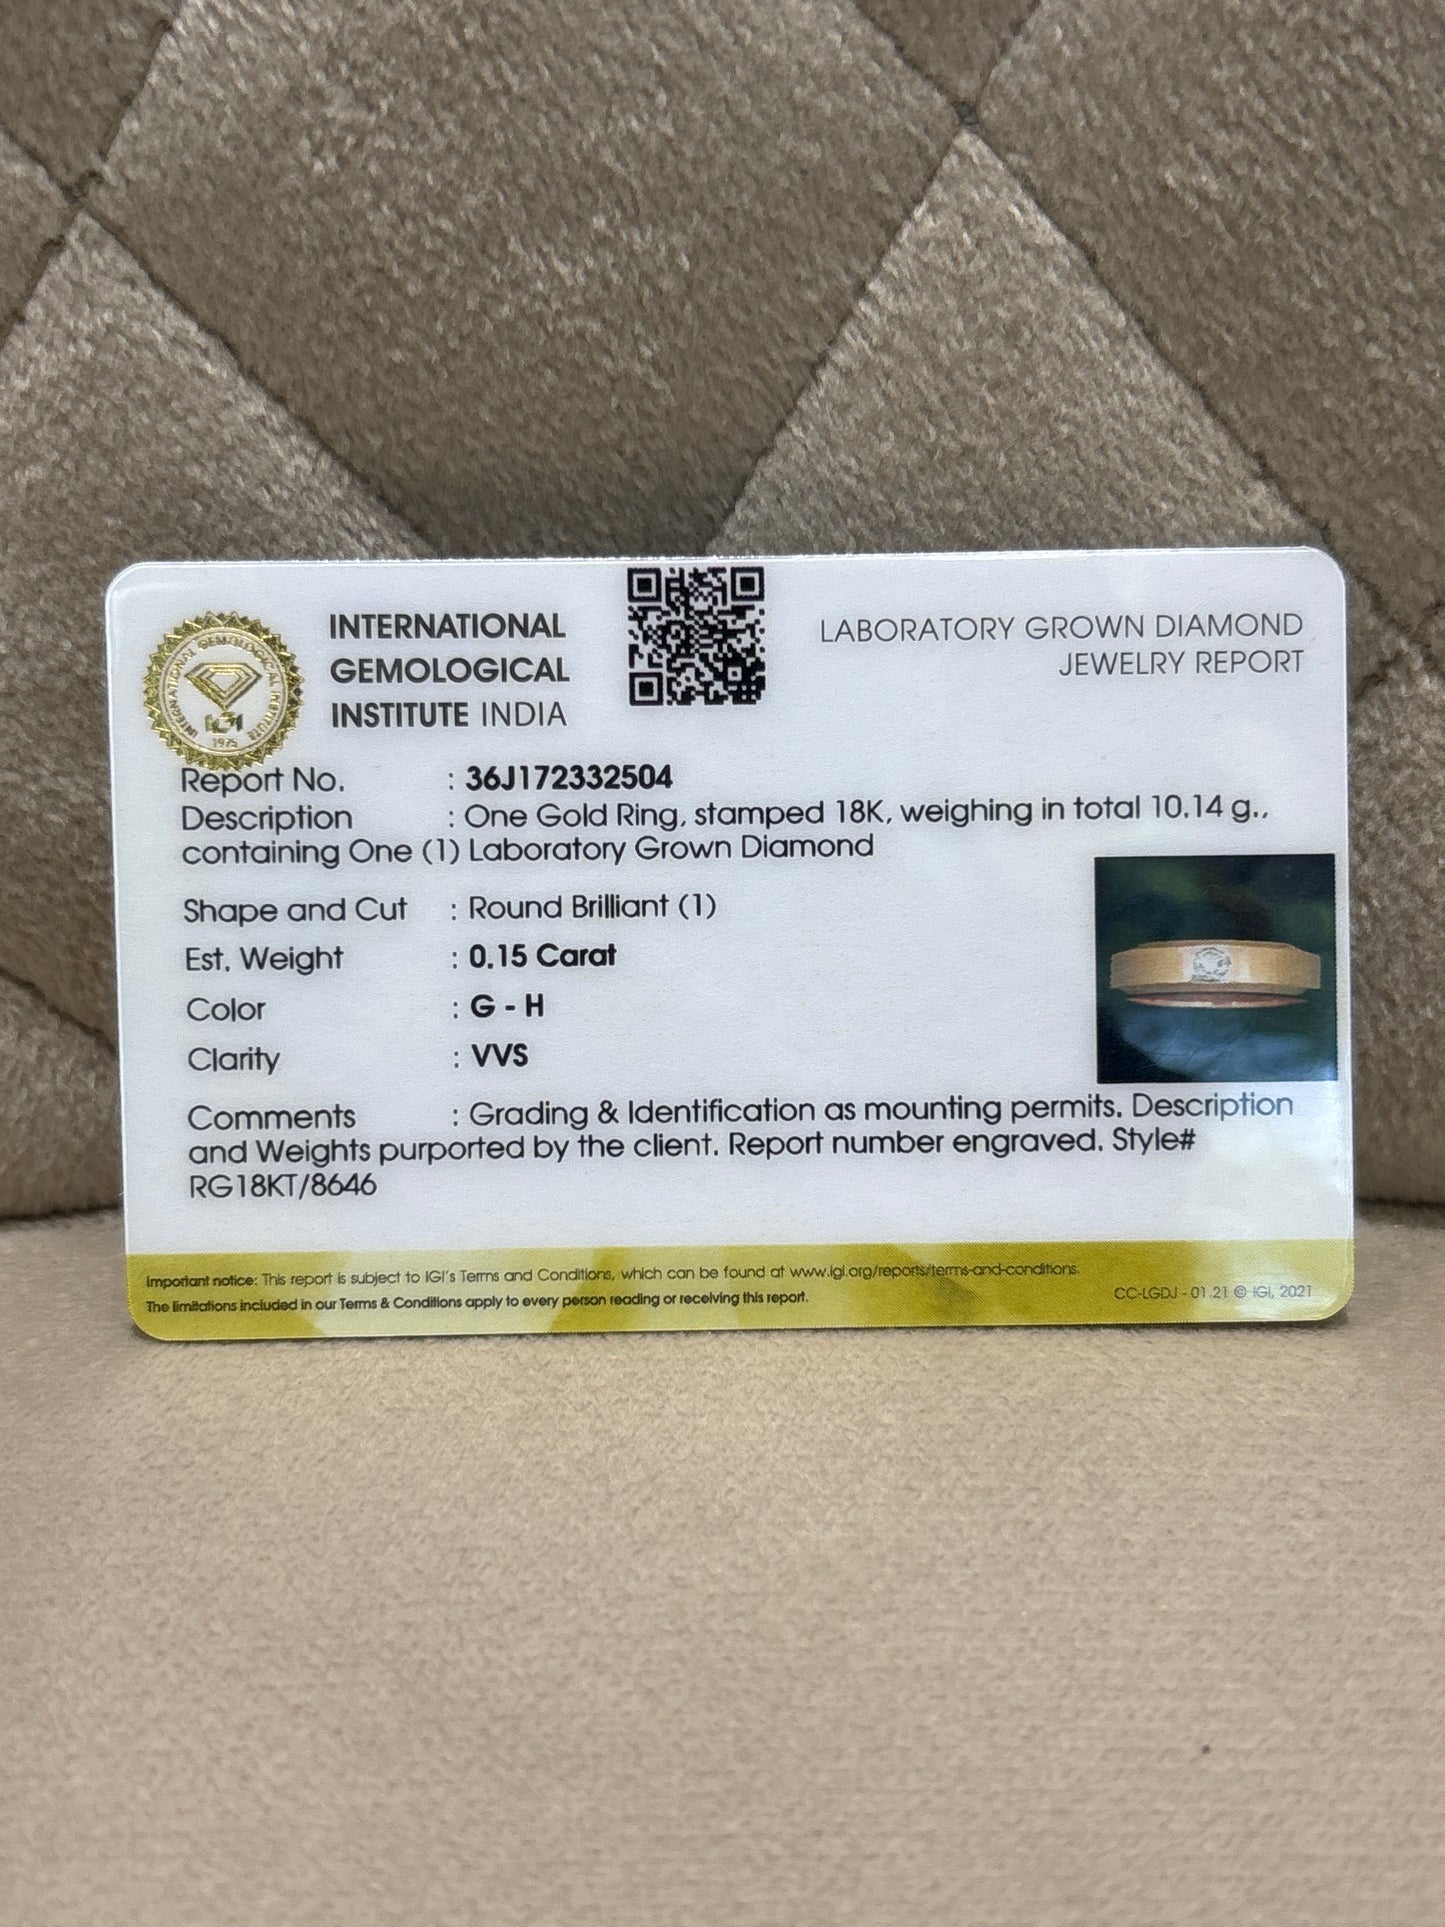 INTERNATIONAL
GEMOLOGICAL
INSTITUTE INDIA
LABORATORY GROWN DIAMOND
JEWELRY REPORT
INTERNATIONAL GEMOLOGICAL INSTITUTE
IGI
1975
Report No. : 36J172332504
Description : One Gold Ring, stamped 18K, weighing in total 10.14 g.,
containing One (1) Laboratory Grown Diamond
Shape and Cut : Round Brilliant (1)
Est. Weight : 0.15 Carat
Color : G - H
Clarity : VVS
Comments : Grading & Identification as mounting permits. Description
and Weights purported by the client. Report number engraved. Style#
RG18KT/8646
Important notice: This report is subject to IGI's Terms and Conditions, which can be found at www.igi.org/reports/terms-and-conditions.
The limitations included in our Terms & Conditions apply to every person reading or receiving this report.
CC-LGDJ - 01.21 © IGI, 2021